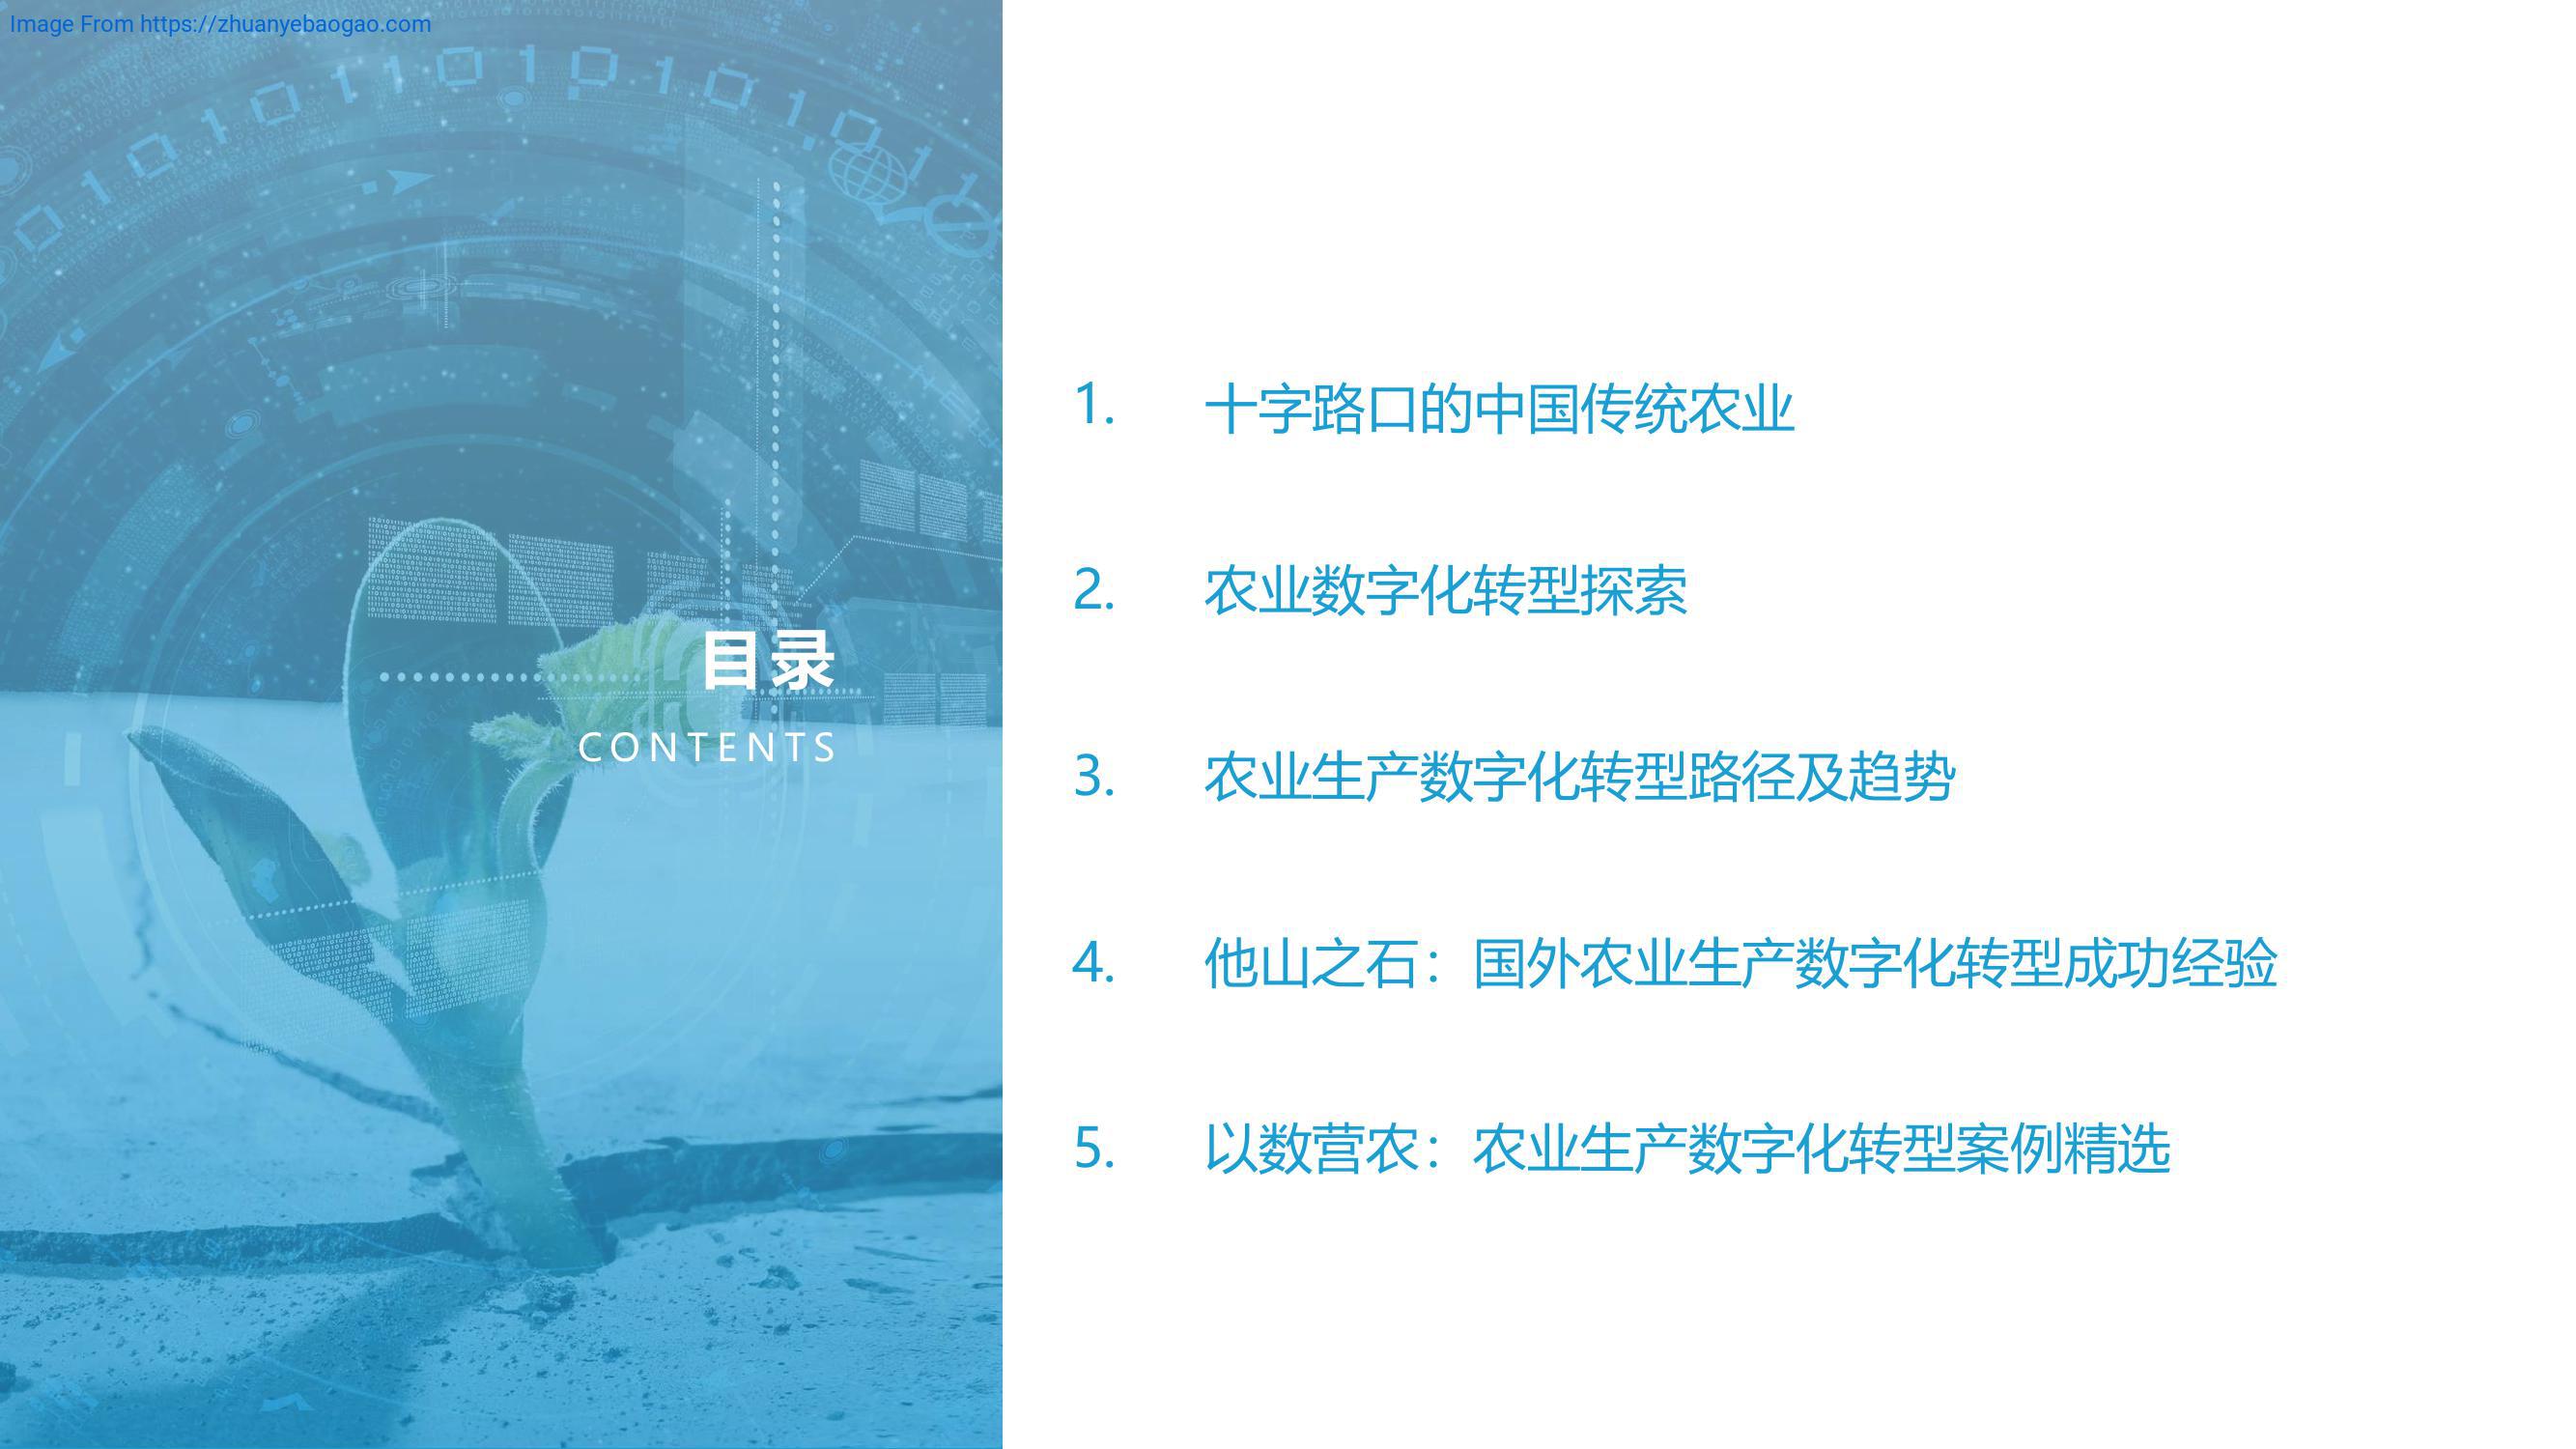 Image From https://zhuanyebaogao.com
目录
CONTENTS
1. 十字路口的中国传统农业
2. 农业数字化转型探索
3. 农业生产数字化转型路径及趋势
4. 他山之石：国外农业生产数字化转型成功经验
5. 以数营农：农业生产数字化转型案例精选